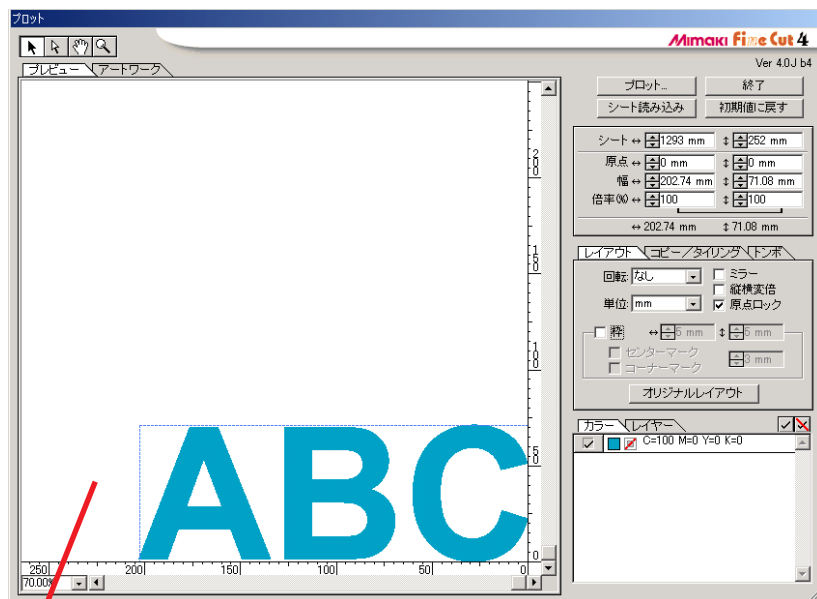 プロット
Mimaki Fine Cut 4
Ver 4.0J b4
プレビュー アートワーク
プロット... 終了
シート読み込み 初期値に戻す
シート ↔ 1293 mm ↕ 252 mm
原点 ↔ 0 mm ↕ 0 mm
幅 ↔ 202.74 mm ↕ 71.08 mm
倍率(%) ↔ 100 ↕ 100
↔ 202.74 mm ↕ 71.08 mm
レイアウト コピー/タイリング トンボ
回転: なし ミラー
縦横変倍
単位: mm 原点ロック
枠 ↔ 5 mm ↕ 5 mm
センターマーク 3 mm
コーナーマーク
オリジナルレイアウト
カラー レイヤー
C=100 M=0 Y=0 K=0
200
150
100
50
0
ABC
250 200 150 100 50 0
70.00%